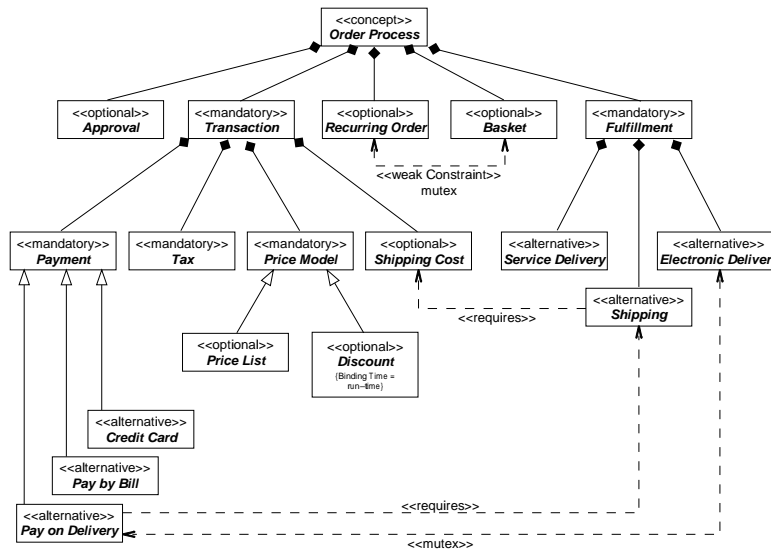 <<concept>>
Order Process
<<optional>>
Approval
<<mandatory>>
Transaction
<<optional>>
Recurring Order
<<optional>>
Basket
<<mandatory>>
Fulfillment
<<weak Constraint>>
mutex
<<mandatory>>
Payment
<<mandatory>>
Tax
<<mandatory>>
Price Model
<<optional>>
Shipping Cost
<<alternative>>
Service Delivery
<<alternative>>
Electronic Deliver
<<requires>>
<<alternative>>
Shipping
<<optional>>
Price List
<<optional>>
Discount
{Binding Time =
run-time}
<<alternative>>
Credit Card
<<alternative>>
Pay by Bill
<<alternative>>
Pay on Delivery
<<requires>>
<<mutex>>